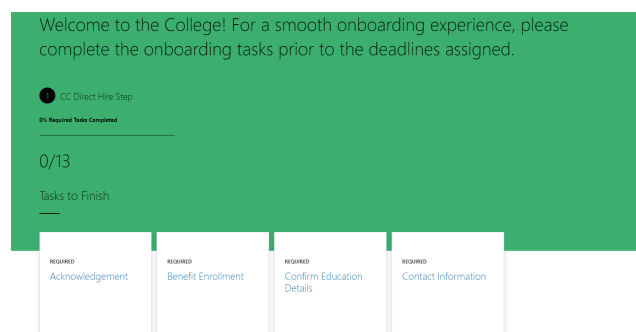 Welcome to the College! For a smooth onboarding experience, please
complete the onboarding tasks prior to the deadlines assigned.
1 CC Direct Hire Step
0% Required Tasks Completed
0/13
Tasks to Finish
REQUIRED
Acknowledgement
REQUIRED
Benefit Enrollment
REQUIRED
Confirm Education
Details
REQUIRED
Contact Information